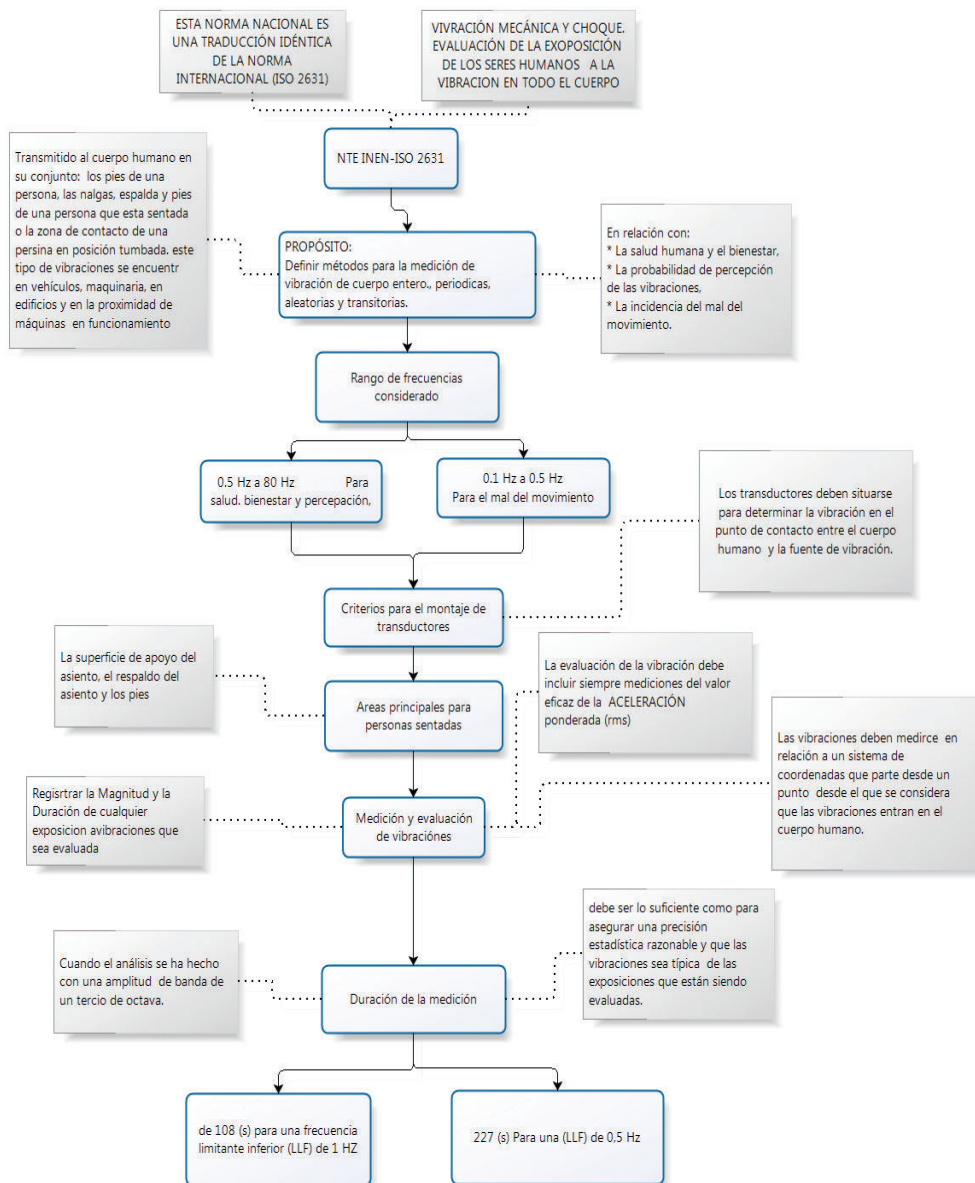 ESTA NORMA NACIONAL ES
UNA TRADUCCIÓN IDÉNTICA
DE LA NORMA
INTERNACIONAL (ISO 2631)
VIVRACIÓN MECÁNICA Y CHOQUE.
EVALUACIÓN DE LA EXOPOSICIÓN
DE LOS SERES HUMANOS A LA
VIBRACION EN TODO EL CUERPO
NTE INEN-ISO 2631
Transmitido al cuerpo humano en
su conjunto: los pies de una
persona, las nalgas, espalda y pies
de una persona que esta sentada
o la zona de contacto de una
persina en posición tumbada. este
tipo de vibraciones se encuentr
en vehículos, maquinaria, en
edificios y en la proximidad de
máquinas en funcionamiento
PROPÓSITO:
Definir métodos para la medición de
vibración de cuerpo entero., periodicas,
aleatorias y transitorias.
En relación con:
* La salud humana y el bienestar,
* La probabilidad de percepción
de las vibraciones,
* La incidencia del mal del
movimiento.
Rango de frecuencias
considerado
0.5 Hz a 80 Hz Para
salud. bienestar y percepación,
0.1 Hz a 0.5 Hz
Para el mal del movimiento
Los transductores deben situarse
para determinar la vibración en el
punto de contacto entre el cuerpo
humano y la fuente de vibración.
Criterios para el montaje de
transductores
La superficie de apoyo del
asiento, el respaldo del
asiento y los pies
Areas principales para
personas sentadas
La evaluación de la vibración debe
incluir siempre mediciones del valor
eficaz de la ACELERACIÓN
ponderada (rms)
Las vibraciones deben medirce en
relación a un sistema de
coordenadas que parte desde un
punto desde el que se considera
que las vibraciones entran en el
cuerpo humano.
Regisrtrar la Magnitud y la
Duración de cualquier
exposicion avibraciones que
sea evaluada
Medición y evaluación
de vibraciónes
debe ser lo suficiente como para
asegurar una precisión
estadística razonable y que las
vibraciones sea típica de las
exposiciones que están siendo
evaluadas.
Cuando el análisis se ha hecho
con una amplitud de banda de
un tercio de octava.
Duración de la medición
de 108 (s) para una frecuencia
limitante inferior (LLF) de 1 HZ
227 (s) Para una (LLF) de 0,5 Hz